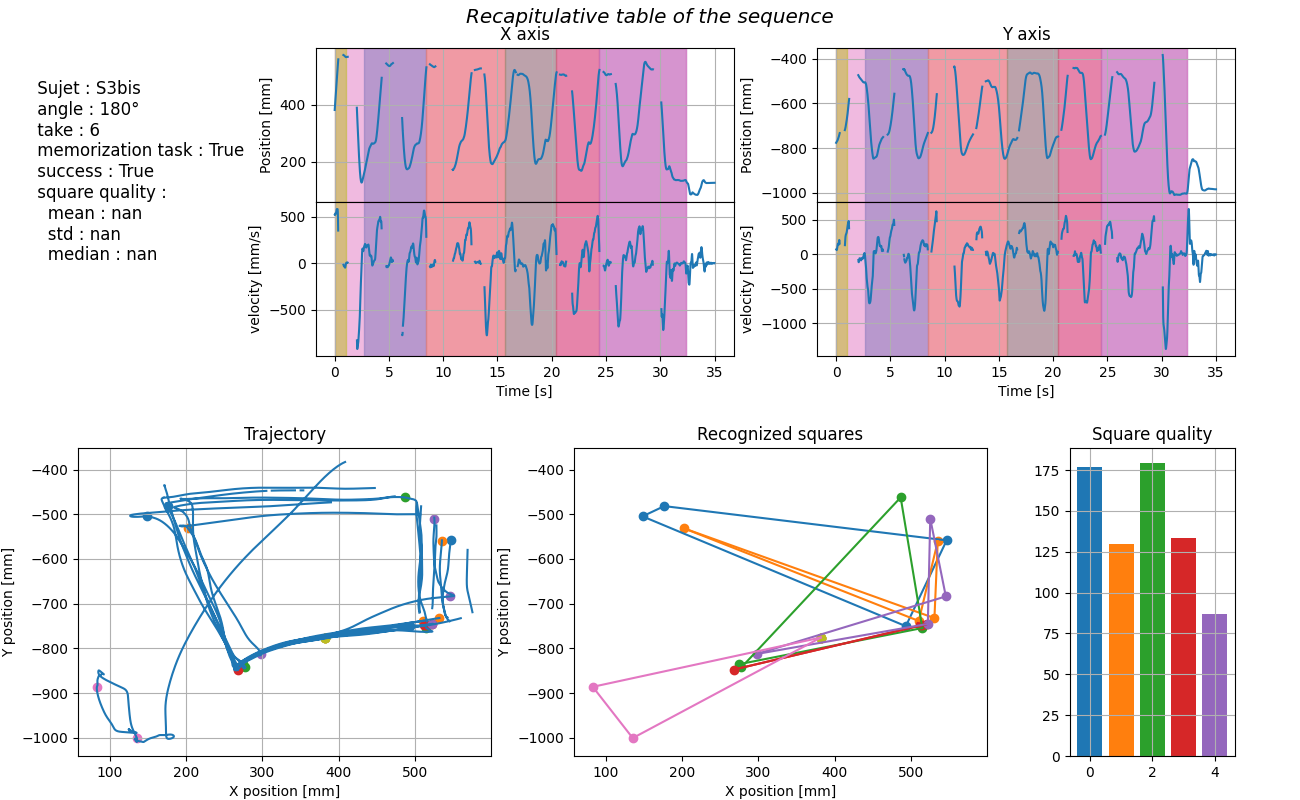 Recapitulative table of the sequence
X axis
Y axis
Sujet : S3bis
angle : 180°
take : 6
memorization task : True
success : True
square quality :
mean : nan
std : nan
median : nan
Position [mm]
400
200
velocity [mm/s]
500
0
−500
0 5 10 15 20 25 30 35
Time [s]
Position [mm]
−400
−600
−800
−1000
velocity [mm/s]
500
0
−500
−1000
0 5 10 15 20 25 30 35
Time [s]
Trajectory
Y position [mm]
−400
−500
−600
−700
−800
−900
−1000
100 200 300 400 500
X position [mm]
Recognized squares
Y position [mm]
−400
−500
−600
−700
−800
−900
−1000
100 200 300 400 500
X position [mm]
Square quality
175
150
125
100
75
50
25
0
0 2 4